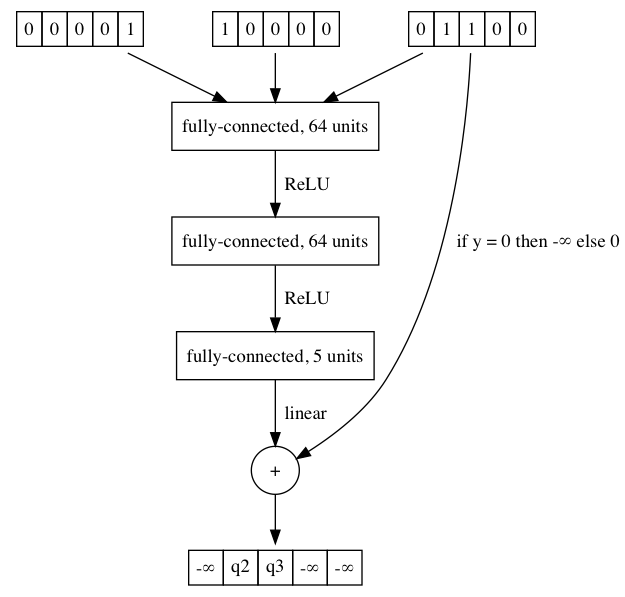 0 0 0 0 1
1 0 0 0 0
0 1 1 0 0
fully-connected, 64 units
ReLU
fully-connected, 64 units
if y = 0 then -∞ else 0
ReLU
fully-connected, 5 units
linear
+
-∞ q2 q3 -∞ -∞